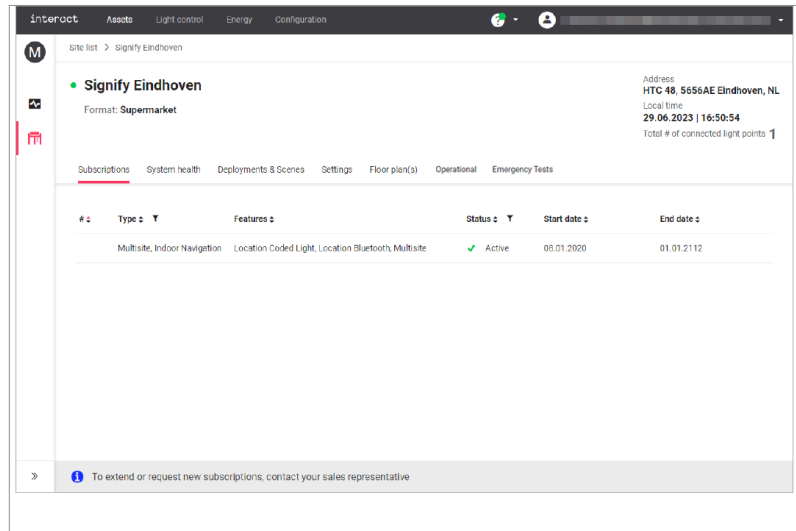 interact Assets Light control Energy Configuration ?
M Site list > Signify Eindhoven
Signify Eindhoven
Format: Supermarket
Address
HTC 48, 5656AE Eindhoven, NL
Local time
29.06.2023 | 16:50:54
Total # of connected light points 1
Subscriptions System health Deployments & Scenes Settings Floor plan(s) Operational Emergency Tests
# Type Features Status Start date End date
Multisite, Indoor Navigation Location Coded Light, Location Bluetooth, Multisite Active 08.01.2020 01.01.2112
» i To extend or request new subscriptions, contact your sales representative